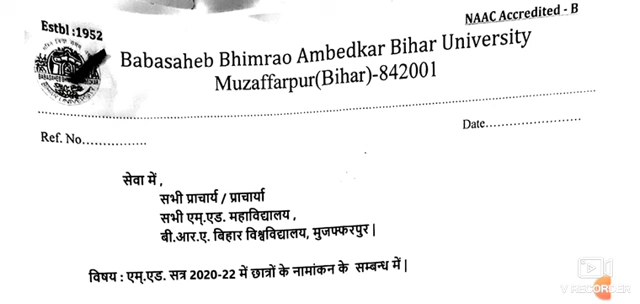 NAAC Accredited - B
Estbl :1952
Babasaheb Bhimrao Ambedkar Bihar University
Muzaffarpur(Bihar)-842001
Ref. No...............
Date.........................
सेवा में ,
सभी प्राचार्य / प्राचार्या
सभी एम्.एड. महाविद्यालय ,
बी.आर.ए. बिहार विश्वविद्यालय, मुजफ्फरपुर |
विषय : एम्.एड. सत्र 2020-22 में छात्रों के नामांकन के सम्बन्ध में |
V RECORDER